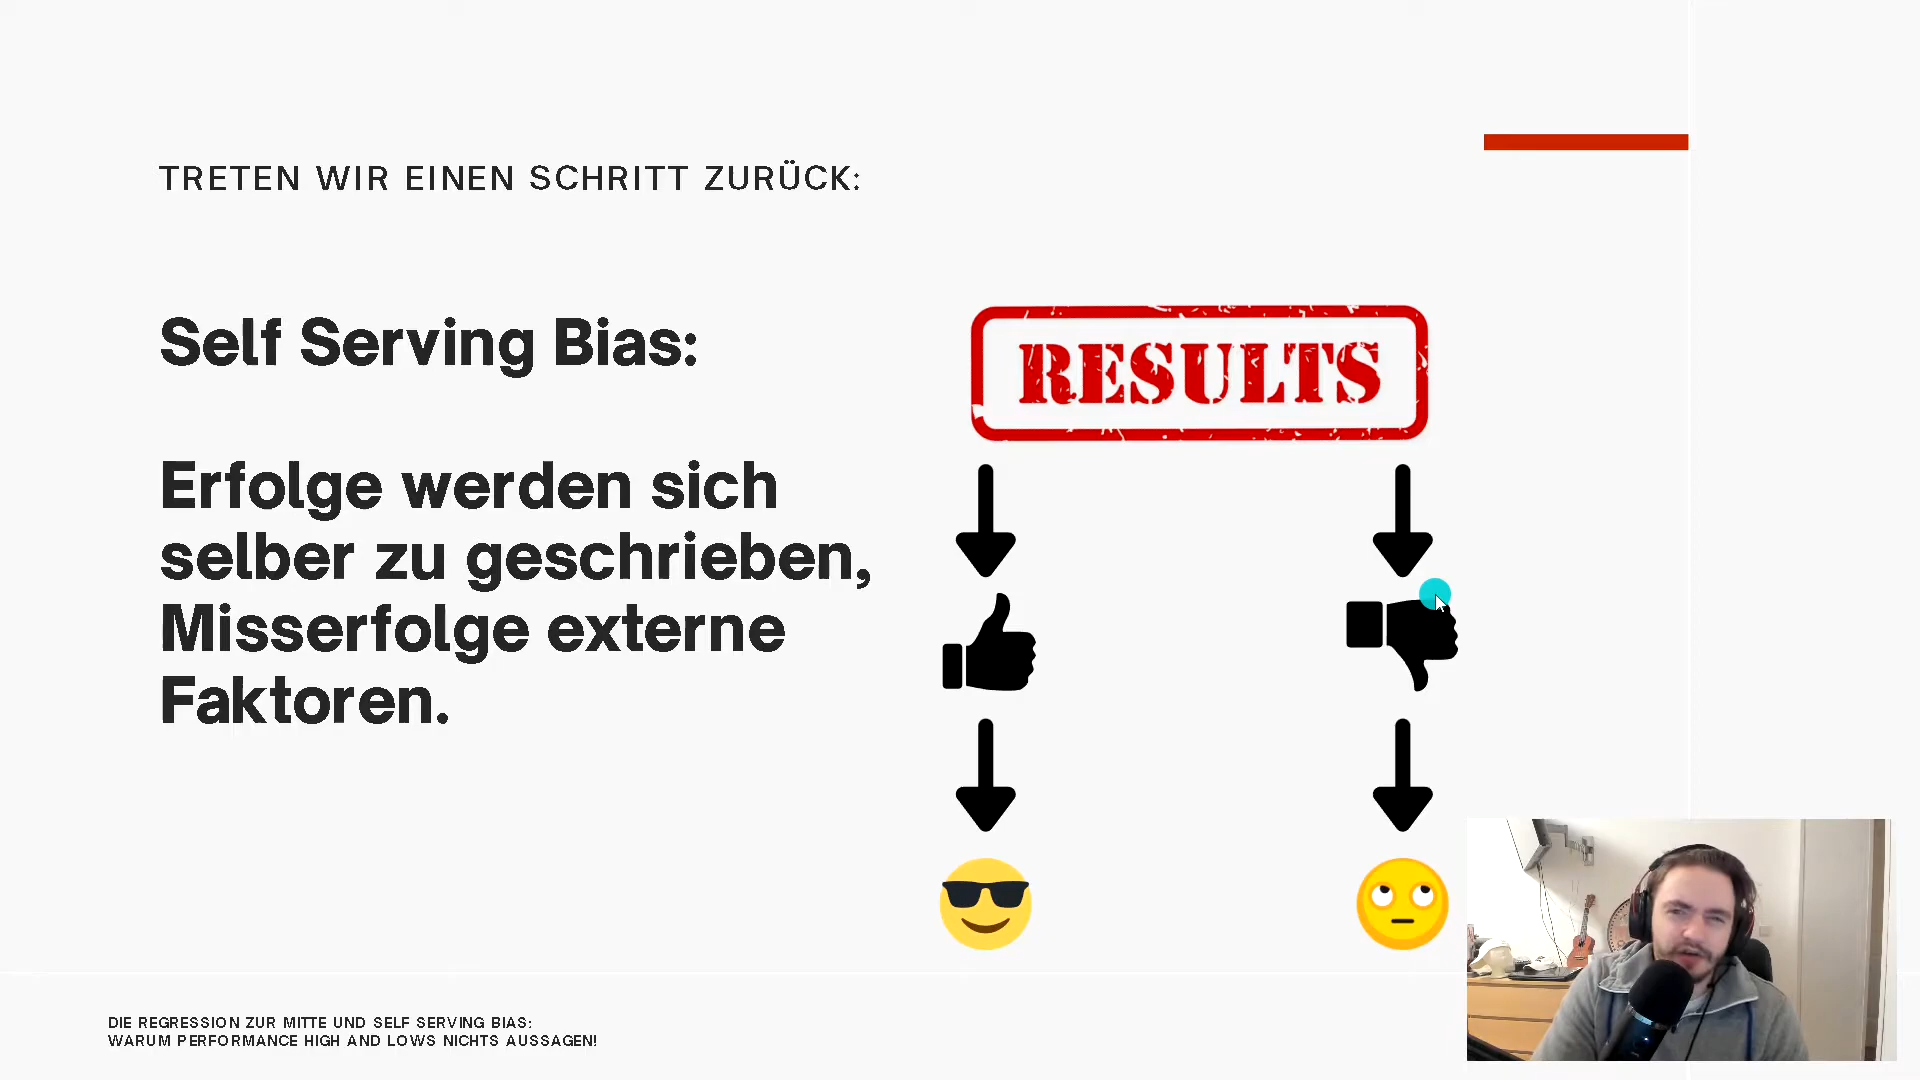 TRETEN WIR EINEN SCHRITT ZURÜCK:
Self Serving Bias:
Erfolge werden sich
selber zu geschrieben,
Misserfolge externe
Faktoren.
RESULTS
DIE REGRESSION ZUR MITTE UND SELF SERVING BIAS:
WARUM PERFORMANCE HIGH AND LOWS NICHTS AUSSAGEN!